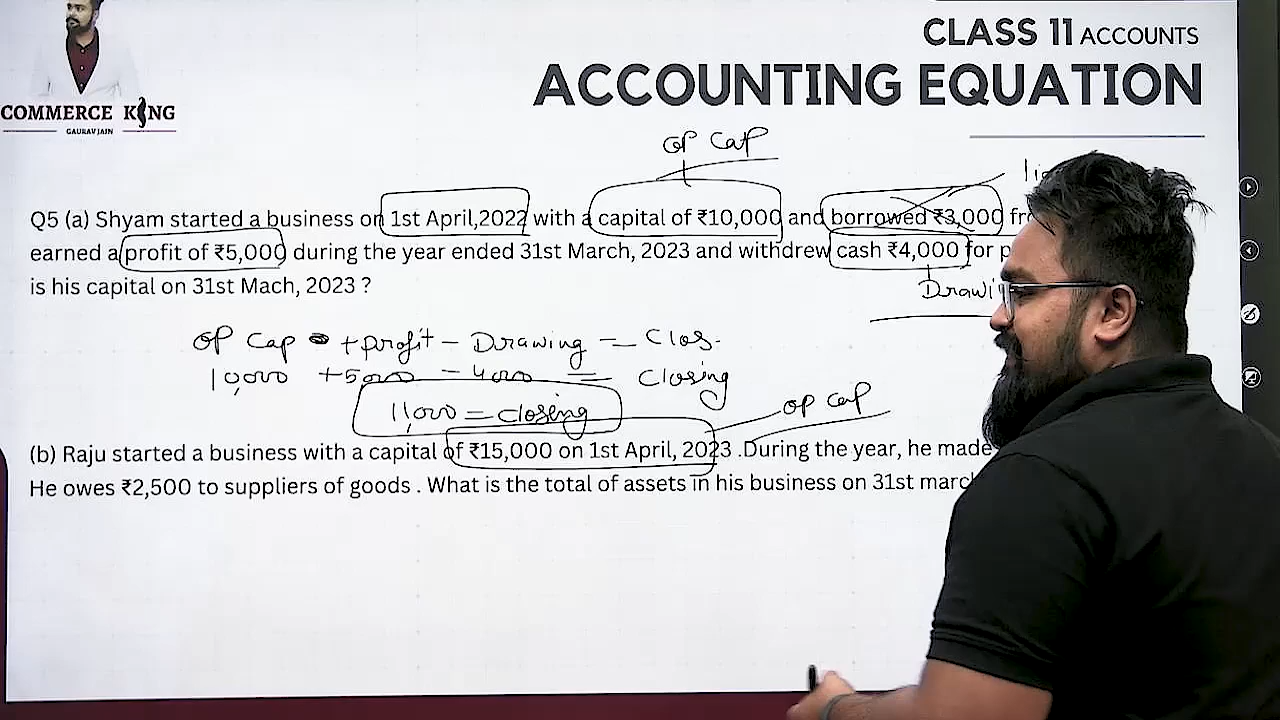 CLASS 11 ACCOUNTS
ACCOUNTING EQUATION
COMMERCE KING
GAURAV JAIN
OP Cap
Q5 (a) Shyam started a business on 1st April,2022 with a capital of ₹10,000 and borrowed ₹3,000
earned a profit of ₹5,000 during the year ended 31st March, 2023 and withdrew cash ₹4,000 for
is his capital on 31st Mach, 2023 ?
OP Cap + profit - Drawing = Clos.
10,000 +5000 - 4000 = Closing
11,000 = closing
OP Cap
(b) Raju started a business with a capital of ₹15,000 on 1st April, 2023 .During the year, he made
He owes ₹2,500 to suppliers of goods . What is the total of assets in his business on 31st